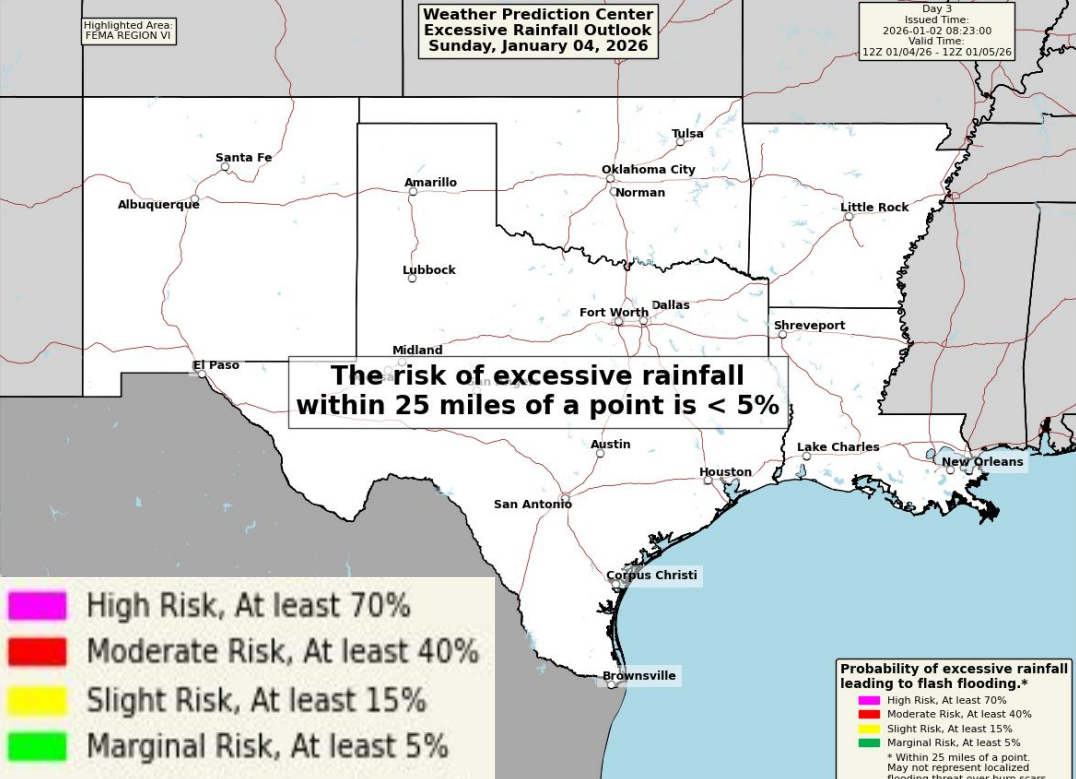 Highlighted Area:
FEMA REGION VI
Weather Prediction Center
Excessive Rainfall Outlook
Sunday, January 04, 2026
Day 3
Issued Time:
2026-01-02 08:23:00
Valid Time:
12Z 01/04/26 - 12Z 01/05/26
Tulsa
Santa Fe
Oklahoma City
Amarillo
Norman
Albuquerque
Little Rock
Lubbock
Dallas
Fort Worth
Shreveport
Midland
El Paso
The risk of excessive rainfall
within 25 miles of a point is < 5%
Austin
Lake Charles
New Orleans
Houston
San Antonio
Corpus Christi
Brownsville
High Risk, At least 70%
Moderate Risk, At least 40%
Slight Risk, At least 15%
Marginal Risk, At least 5%
Probability of excessive rainfall
leading to flash flooding.*
High Risk, At least 70%
Moderate Risk, At least 40%
Slight Risk, At least 15%
Marginal Risk, At least 5%
* Within 25 miles of a point.
May not represent localized
flooding threat over burn scars